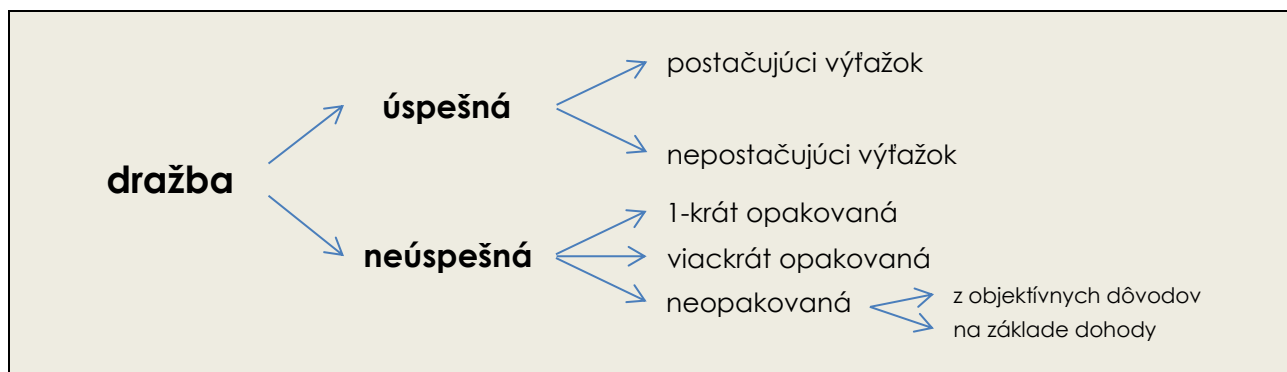 postačujúci výťažok
úspešná
nepostačujúci výťažok
dražba
1-krát opakovaná
neúspešná
viackrát opakovaná
neopakovaná
z objektívnych dôvodov
na základe dohody